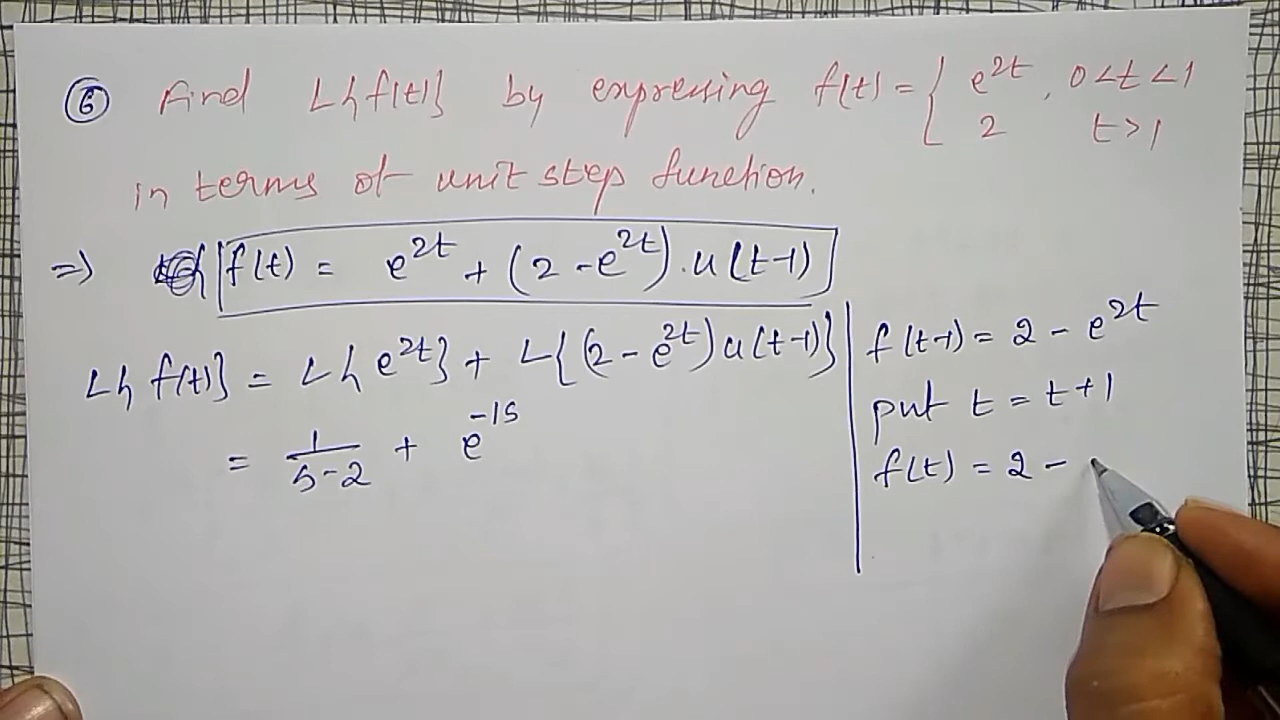 ⑥ Find L{f(t)} by expressing f(t) = { e^{2t}, 0<t<1
2 t>1
in terms of unit step function.
=> f(t) = e^{2t} + (2 - e^{2t}).u(t-1)
L{f(t)} = L{e^{2t}} + L{(2 - e^{2t})u(t-1)}
= 1/(s-2) + e^{-1s}
f(t-1) = 2 - e^{2t}
put t = t+1
f(t) = 2 -